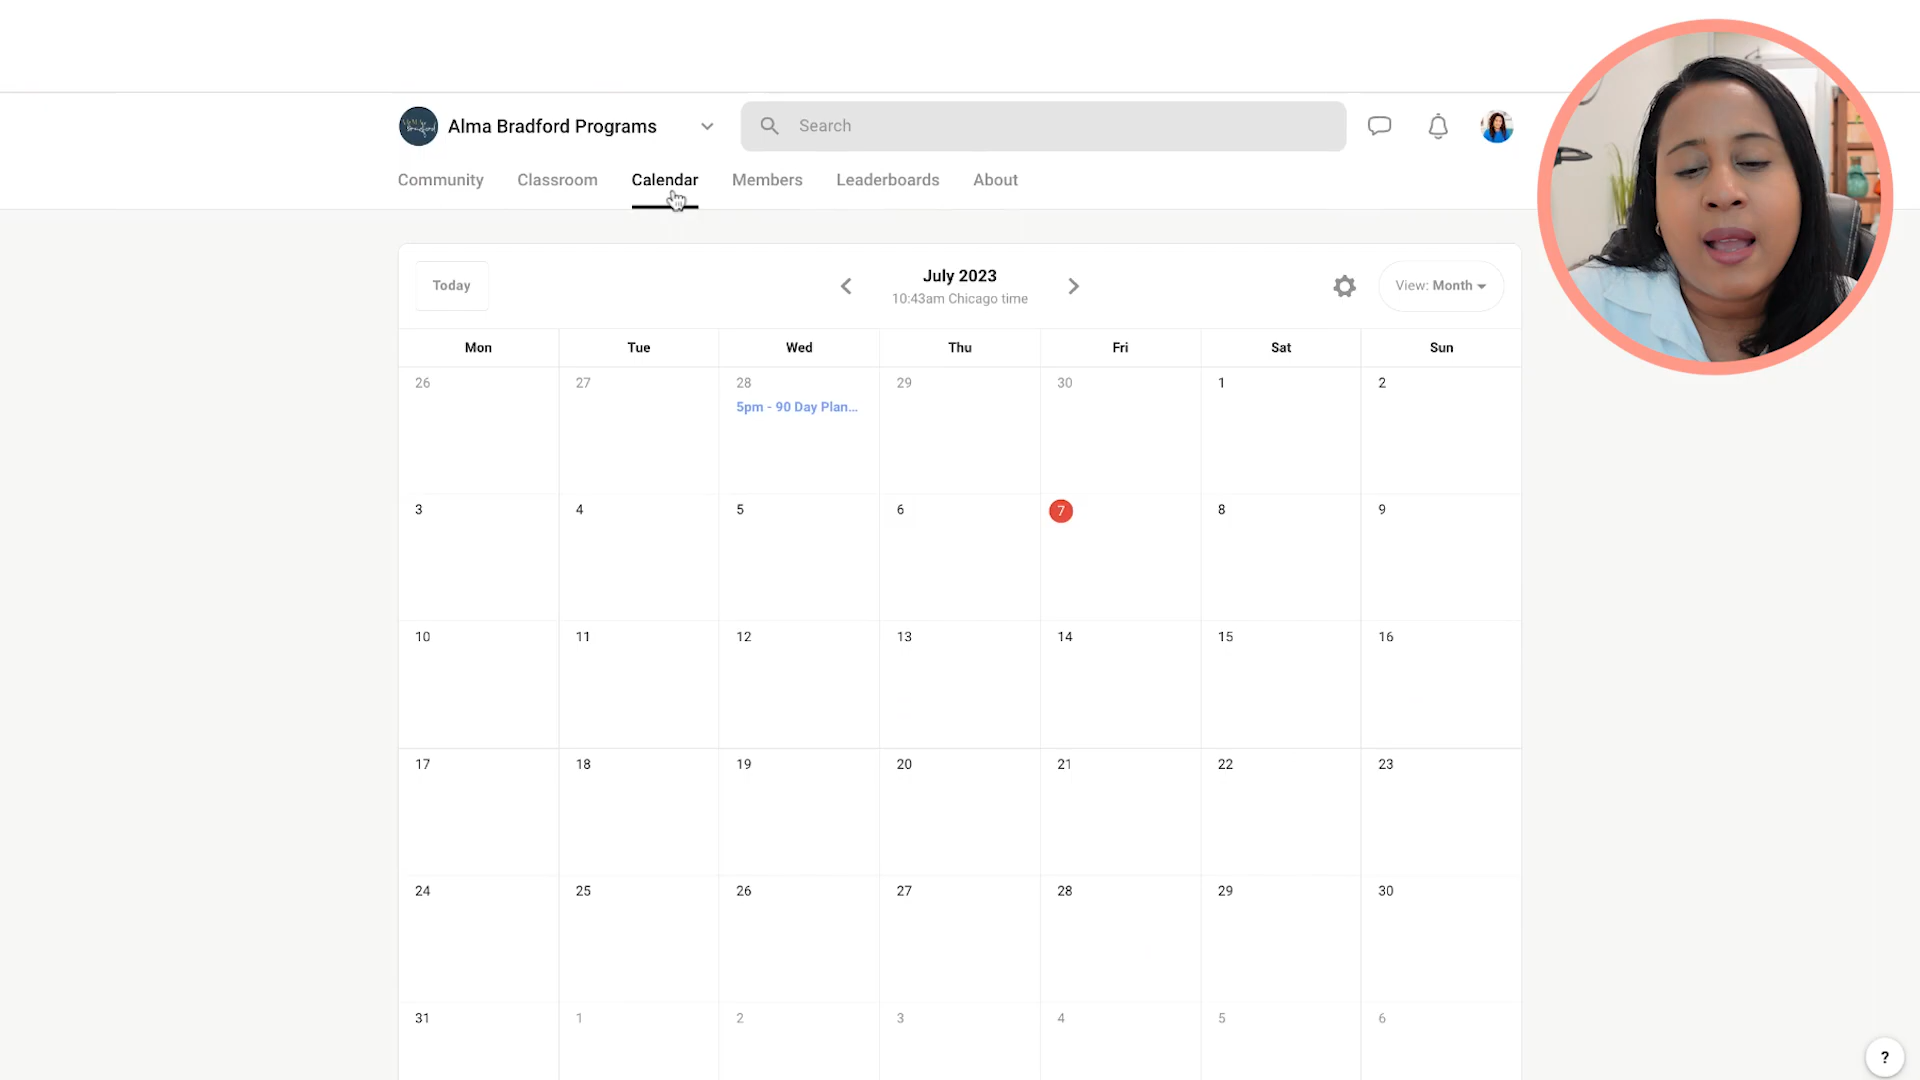 Alma Bradford Programs
Search
Community Classroom Calendar Members Leaderboards About
Today
July 2023
10:43am Chicago time
View: Month
Mon Tue Wed Thu Fri Sat Sun
26 27 28 29 30 1 2
5pm - 90 Day Plan...
3 4 5 6 7 8 9
10 11 12 13 14 15 16
17 18 19 20 21 22 23
24 25 26 27 28 29 30
31 1 2 3 4 5 6
?